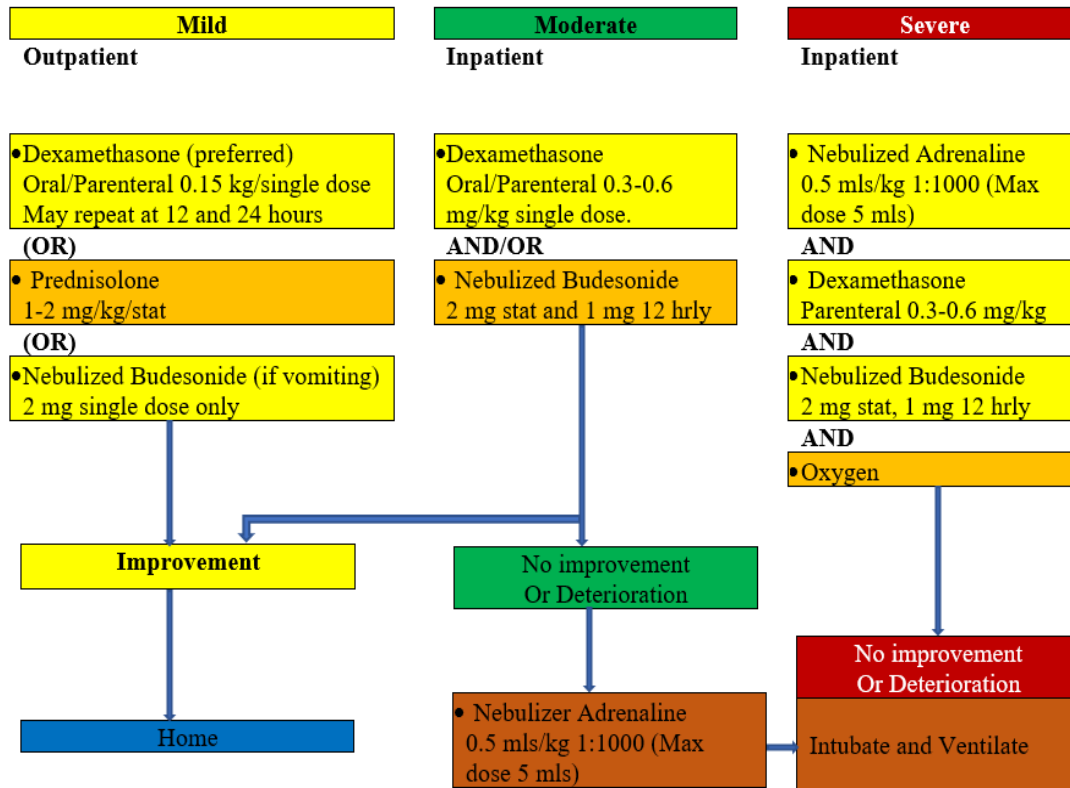 Mild
Outpatient
•Dexamethasone (preferred)
Oral/Parenteral 0.15 kg/single dose
May repeat at 12 and 24 hours
(OR)
• Prednisolone
1-2 mg/kg/stat
(OR)
•Nebulized Budesonide (if vomiting)
2 mg single dose only
Improvement
Home
Moderate
Inpatient
•Dexamethasone
Oral/Parenteral 0.3-0.6
mg/kg single dose.
AND/OR
• Nebulized Budesonide
2 mg stat and 1 mg 12 hrly
No improvement
Or Deterioration
• Nebulizer Adrenaline
0.5 mls/kg 1:1000 (Max
dose 5 mls)
Severe
Inpatient
• Nebulized Adrenaline
0.5 mls/kg 1:1000 (Max
dose 5 mls)
AND
• Dexamethasone
Parenteral 0.3-0.6 mg/kg
AND
•Nebulized Budesonide
2 mg stat, 1 mg 12 hrly
AND
•Oxygen
No improvement
Or Deterioration
Intubate and Ventilate